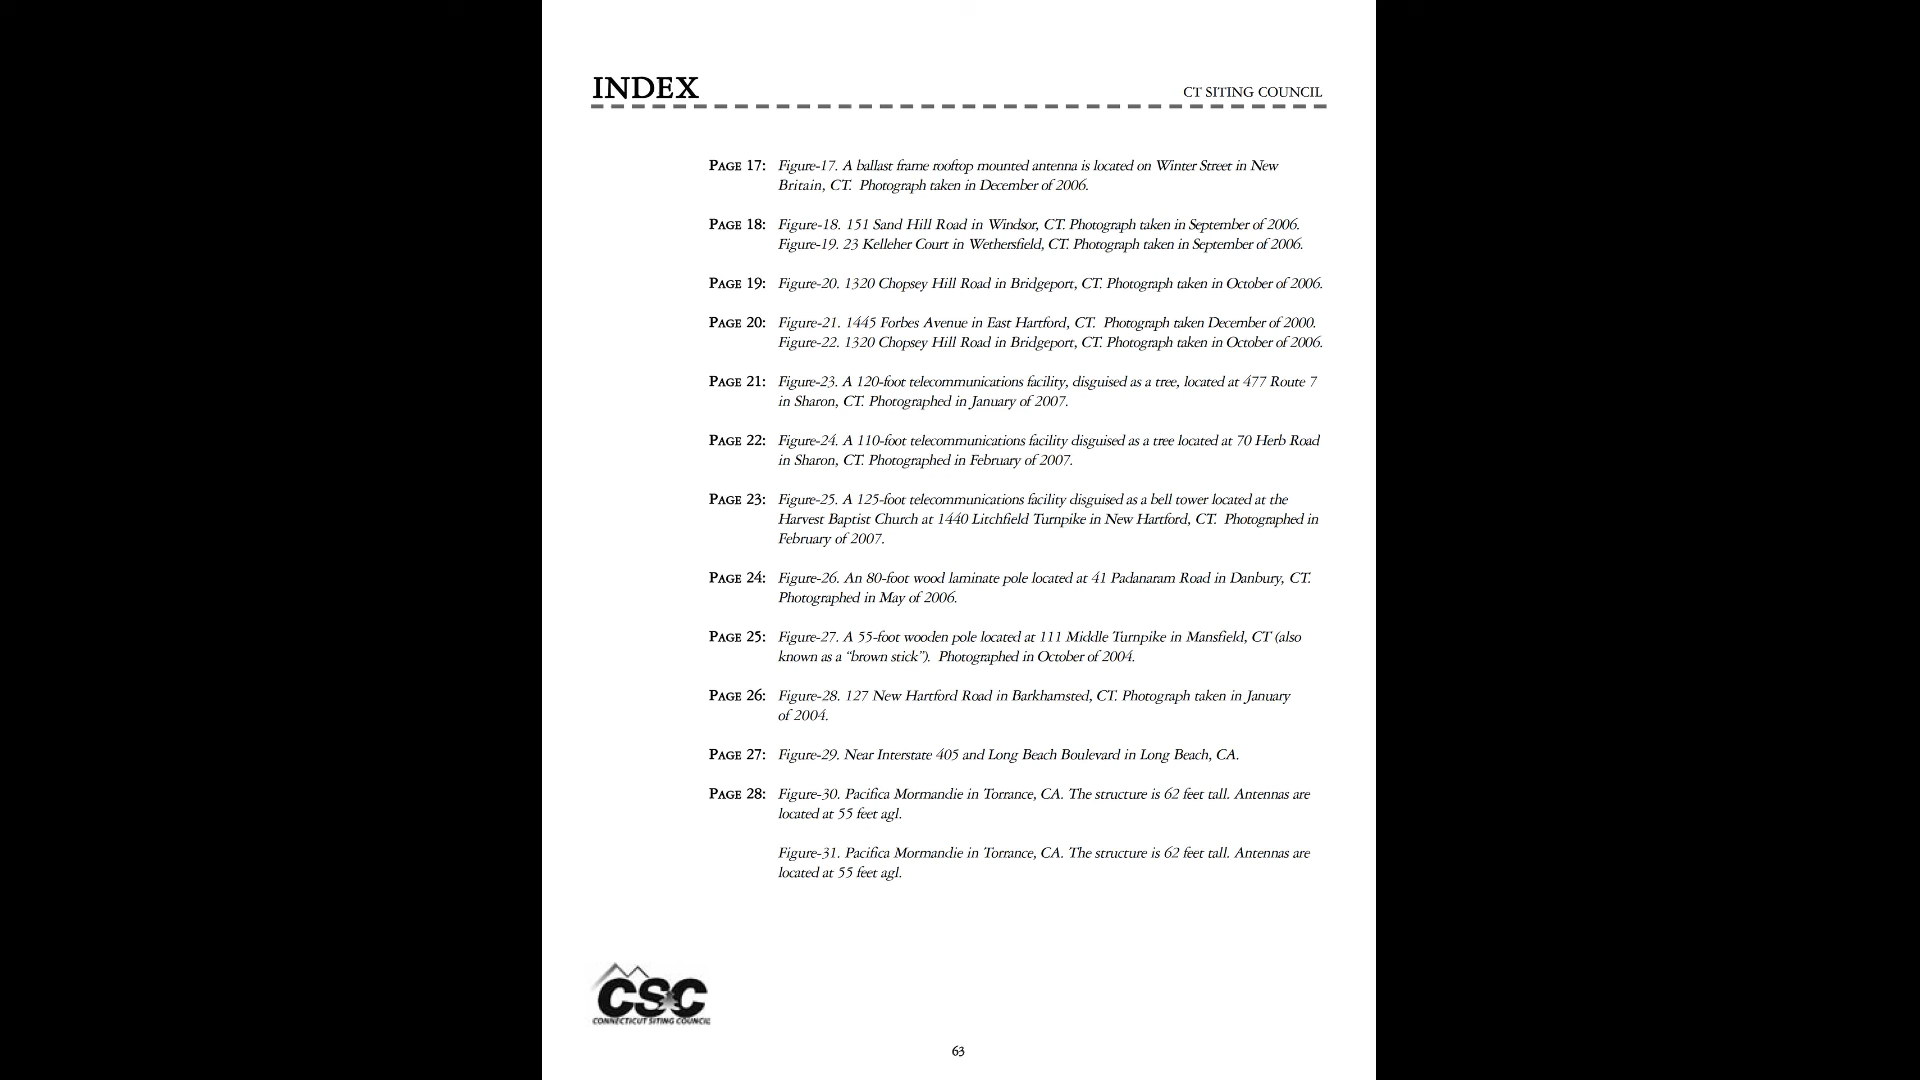 INDEX
CT SITING COUNCIL
PAGE 17: Figure-17. A ballast frame rooftop mounted antenna is located on Winter Street in New
Britain, CT. Photograph taken in December of 2006.
PAGE 18: Figure-18. 151 Sand Hill Road in Windsor, CT. Photograph taken in September of 2006.
Figure-19. 23 Kelleher Court in Wethersfield, CT. Photograph taken in September of 2006.
PAGE 19: Figure-20. 1320 Chopsey Hill Road in Bridgeport, CT. Photograph taken in October of 2006.
PAGE 20: Figure-21. 1445 Forbes Avenue in East Hartford, CT. Photograph taken December of 2000.
Figure-22. 1320 Chopsey Hill Road in Bridgeport, CT. Photograph taken in October of 2006.
PAGE 21: Figure-23. A 120-foot telecommunications facility, disguised as a tree, located at 477 Route 7
in Sharon, CT. Photographed in January of 2007.
PAGE 22: Figure-24. A 110-foot telecommunications facility disguised as a tree located at 70 Herb Road
in Sharon, CT. Photographed in February of 2007.
PAGE 23: Figure-25. A 125-foot telecommunications facility disguised as a bell tower located at the
Harvest Baptist Church at 1440 Litchfield Turnpike in New Hartford, CT. Photographed in
February of 2007.
PAGE 24: Figure-26. An 80-foot wood laminate pole located at 41 Padanaram Road in Danbury, CT.
Photographed in May of 2006.
PAGE 25: Figure-27. A 55-foot wooden pole located at 111 Middle Turnpike in Mansfield, CT (also
known as a “brown stick”). Photographed in October of 2004.
PAGE 26: Figure-28. 127 New Hartford Road in Barkhamsted, CT. Photograph taken in January
of 2004.
PAGE 27: Figure-29. Near Interstate 405 and Long Beach Boulevard in Long Beach, CA.
PAGE 28: Figure-30. Pacifica Mormandie in Torrance, CA. The structure is 62 feet tall. Antennas are
located at 55 feet agl.
Figure-31. Pacifica Mormandie in Torrance, CA. The structure is 62 feet tall. Antennas are
located at 55 feet agl.
CSC
CONNECTICUT SITING COUNCIL
63